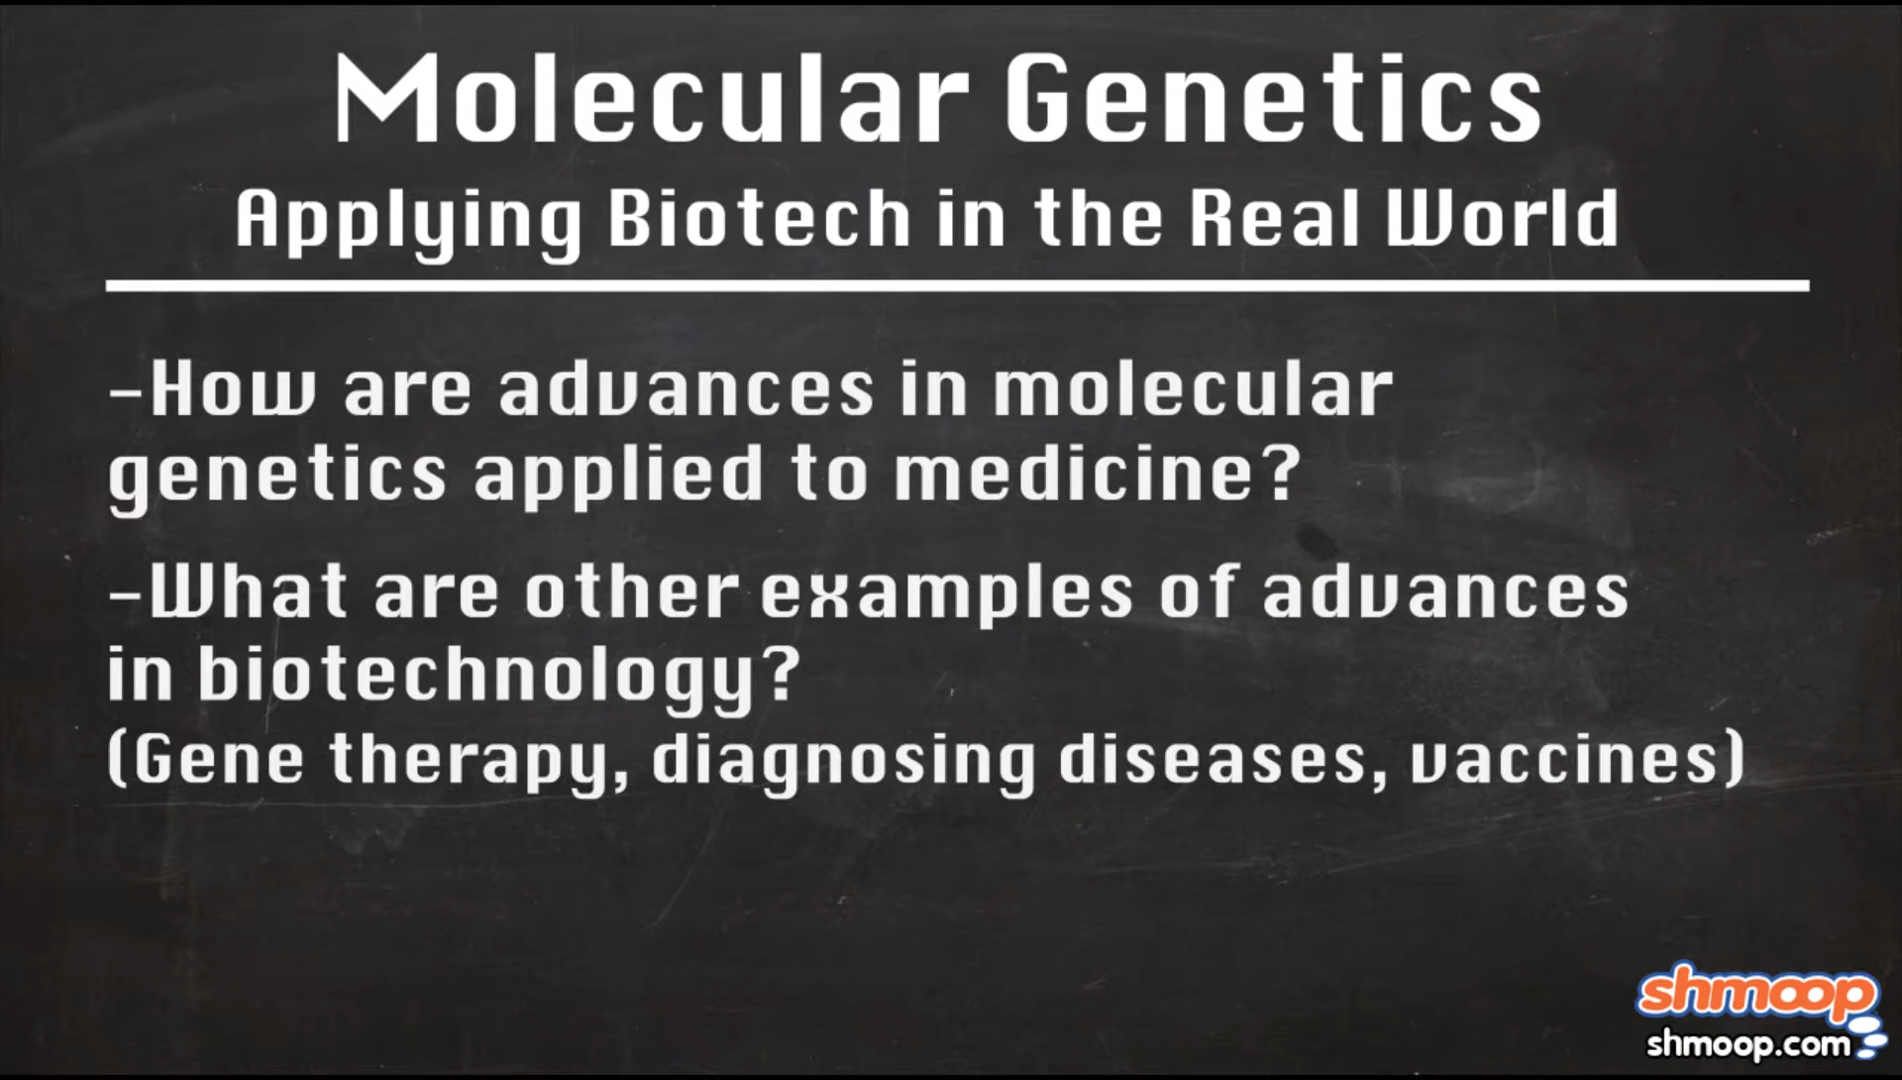 Molecular Genetics
Applying Biotech in the Real World
-How are advances in molecular
genetics applied to medicine?
-What are other examples of advances
in biotechnology?
(Gene therapy, diagnosing diseases, vaccines)
shmoop
shmoop.com